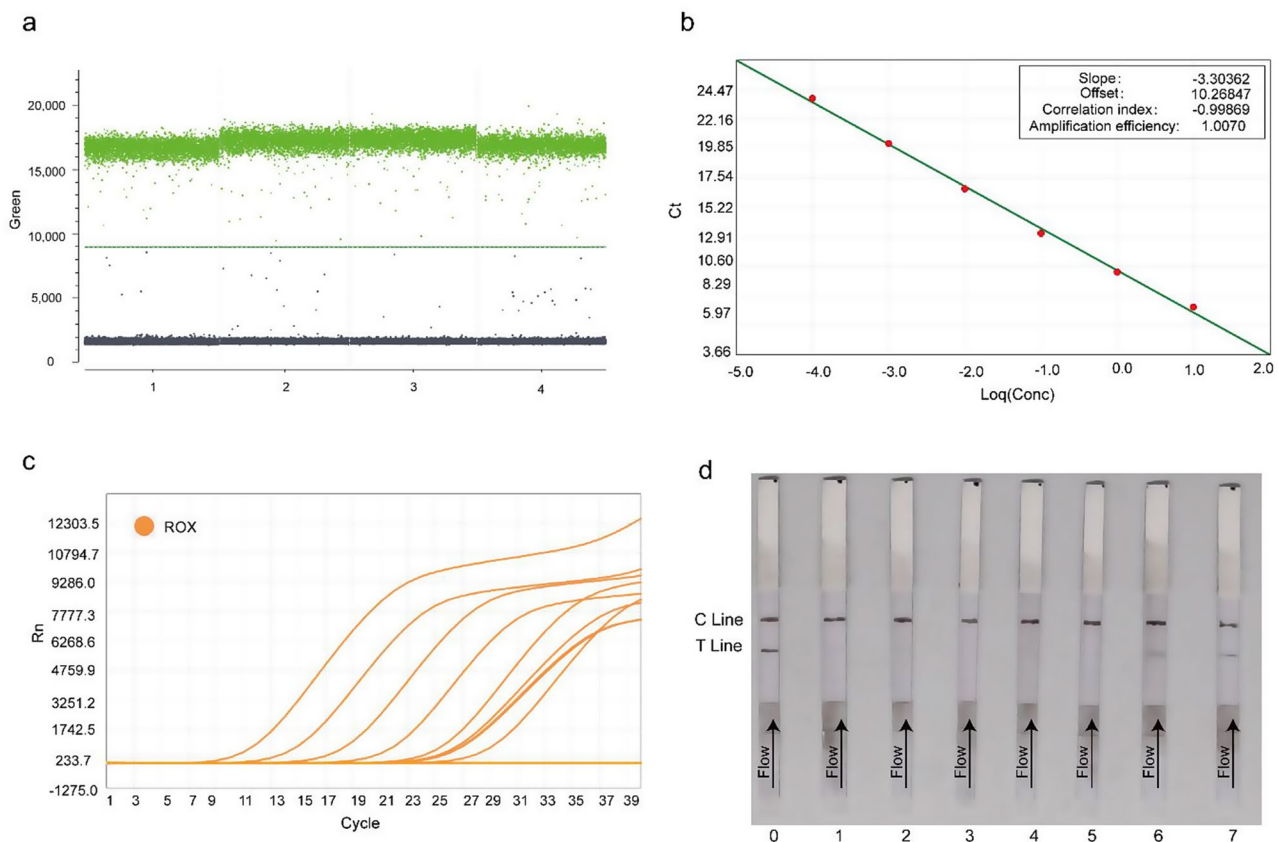 a
20,000
15,000
10,000
5,000
0
Green
1 2 3 4
b
24.47
22.16
19.85
17.54
15.22
12.91
10.60
8.29
5.97
3.66
Ct
Slope: -3.30362
Offset: 10.26847
Correlation index: -0.99869
Amplification efficiency: 1.0070
-5.0 -4.0 -3.0 -2.0 -1.0 0.0 1.0 2.0
Loq(Conc)
c
12303.5
10794.7
9286.0
7777.3
6268.6
4759.9
3251.2
1742.5
233.7
-1275.0
Rn
ROX
1 3 5 7 9 11 13 15 17 19 21 23 25 27 29 31 33 35 37 39
Cycle
d
C Line
T Line
Flow Flow Flow Flow Flow Flow Flow Flow
0 1 2 3 4 5 6 7